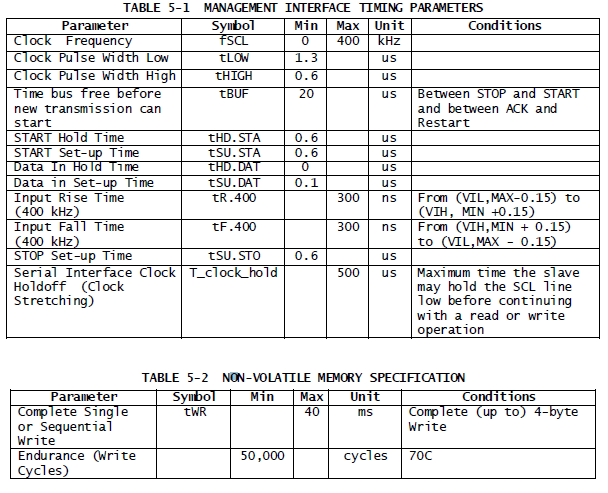 TABLE 5-1 MANAGEMENT INTERFACE TIMING PARAMETERS
Parameter Symbol Min Max Unit Conditions
Clock Frequency fSCL 0 400 kHz
Clock Pulse Width Low tLOW 1.3 us
Clock Pulse Width High tHIGH 0.6 us
Time bus free before tBUF 20 us Between STOP and START
new transmission can and between ACK and
start Restart
START Hold Time tHD.STA 0.6 us
START Set-up Time tSU.STA 0.6 us
Data In Hold Time tHD.DAT 0 us
Data in Set-up Time tSU.DAT 0.1 us
Input Rise Time tR.400 300 ns From (VIL,MAX-0.15) to
(400 kHz) (VIH, MIN +0.15)
Input Fall Time tF.400 300 ns From (VIH,MIN + 0.15)
(400 kHz) to (VIL,MAX - 0.15)
STOP Set-up Time tSU.STO 0.6 us
Serial Interface Clock T_clock_hold 500 us Maximum time the slave
Holdoff (Clock may hold the SCL line
Stretching) low before continuing
with a read or write
operation
TABLE 5-2 NON-VOLATILE MEMORY SPECIFICATION
Parameter Symbol Min Max Unit Conditions
Complete Single tWR 40 ms Complete (up to) 4-byte
or Sequential Write
Write
Endurance (Write 50,000 cycles 70C
Cycles)